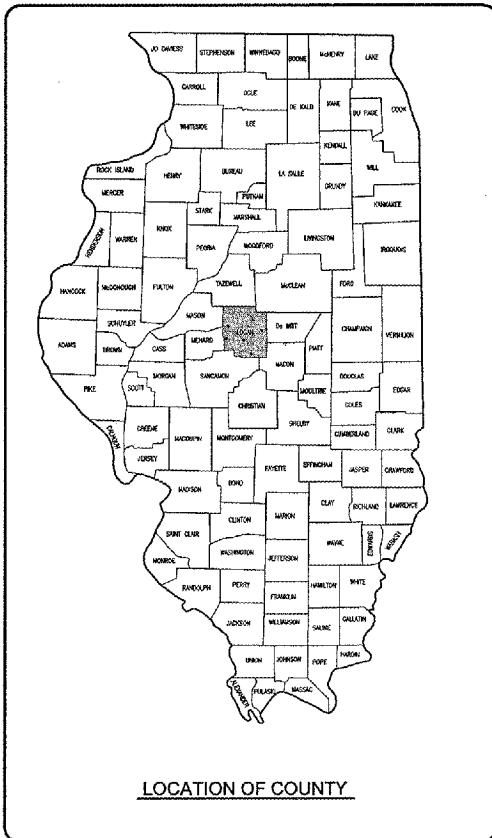 JO DAVIESS STEPHENSON WINNEBAGO BOONE McHENRY LAKE
CARROLL OGLE DE KALB KANE COOK
DU PAGE
WHITESIDE LEE
KENDALL WILL
ROCK ISLAND HENRY BUREAU LA SALLE GRUNDY
MERCER PUTNAM KANKAKEE
STARK MARSHALL
HENDERSON WARREN KNOX PEORIA WOODFORD LIVINGSTON IROQUOIS
HANCOCK McDONOUGH FULTON TAZEWELL McCLEAN FORD
MASON LOGAN
SCHUYLER De WITT CHAMPAIGN VERMILION
ADAMS BROWN CASS MENARD PIATT
MACON
PIKE SCOTT MORGAN SANGAMON MOULTRIE DOUGLAS EDGAR
COLES
CHRISTIAN
GREENE MACOUPIN MONTGOMERY SHELBY CUMBERLAND CLARK
CALHOUN JERSEY
FAYETTE EFFINGHAM JASPER CRAWFORD
MADISON BOND
CLAY RICHLAND LAWRENCE
CLINTON MARION
SAINT CLAIR WAYNE EDWARDS WABASH
WASHINGTON JEFFERSON
MONROE
RANDOLPH PERRY HAMILTON WHITE
FRANKLIN
JACKSON WILLIAMSON SALINE GALLATIN
UNION JOHNSON POPE HARDIN
ALEXANDER PULASKI MASSAC
LOCATION OF COUNTY